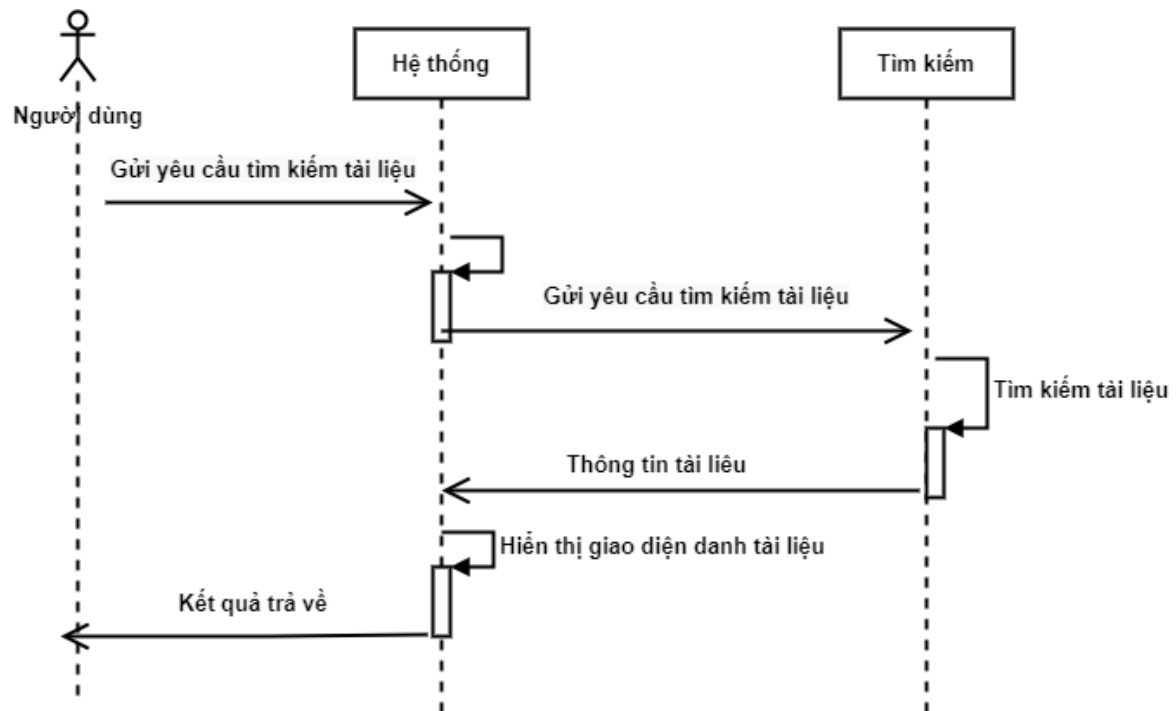 Hệ thống
Tìm kiếm
Người dùng
Gửi yêu cầu tìm kiếm tài liệu
Gửi yêu cầu tìm kiếm tài liệu
Tìm kiếm tài liệu
Thông tin tài liêu
Hiển thị giao diện danh tài liệu
Kết quả trả về